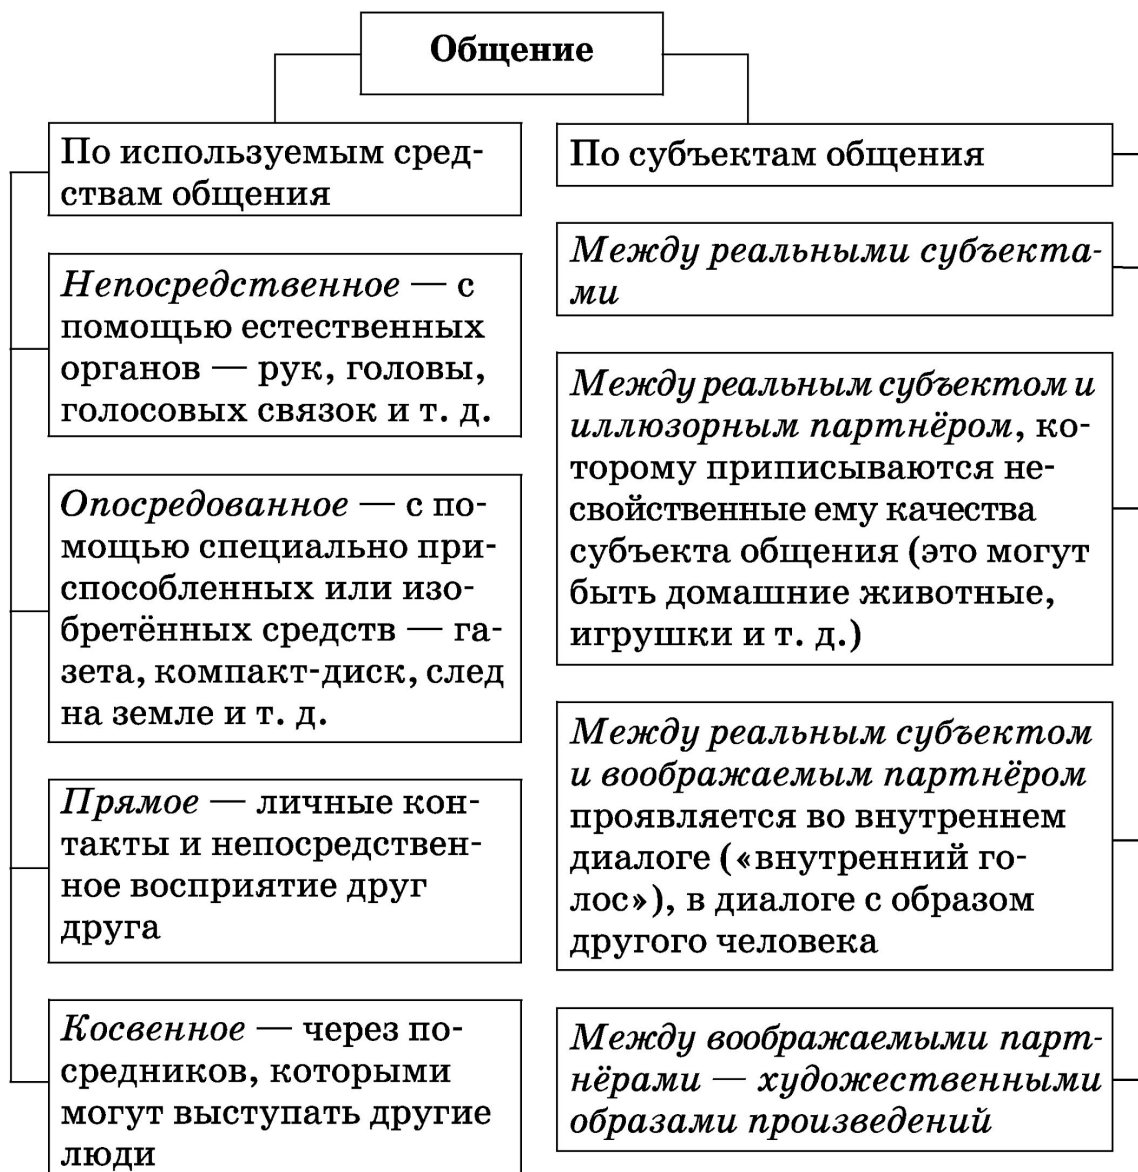 Общение
По используемым сред-
ствам общения
Непосредственное — с
помощью естественных
органов — рук, головы,
голосовых связок и т. д.
Опосредованное — с по-
мощью специально при-
способленных или изо-
бретённых средств — га-
зета, компакт-диск, след
на земле и т. д.
Прямое — личные кон-
такты и непосредствен-
ное восприятие друг
друга
Косвенное — через по-
средников, которыми
могут выступать другие
люди
По субъектам общения
Между реальными субъекта-
ми
Между реальным субъектом и
иллюзорным партнёром, ко-
торому приписываются не-
свойственные ему качества
субъекта общения (это могут
быть домашние животные,
игрушки и т. д.)
Между реальным субъектом
и воображаемым партнёром
проявляется во внутреннем
диалоге («внутренний го-
лос»), в диалоге с образом
другого человека
Между воображаемыми парт-
нёрами — художественными
образами произведений